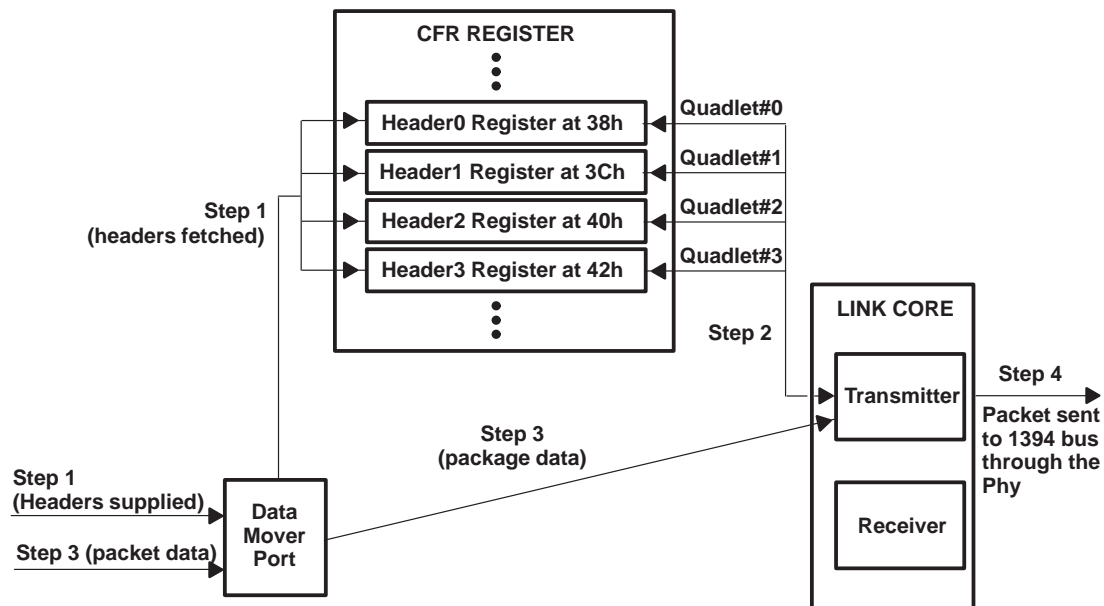 CFR REGISTER
Header0 Register at 38h
Header1 Register at 3Ch
Header2 Register at 40h
Header3 Register at 42h
Quadlet#0
Quadlet#1
Quadlet#2
Quadlet#3
Step 1
(headers fetched)
Step 2
LINK CORE
Transmitter
Receiver
Step 4
Packet sent
to 1394 bus
through the
Phy
Step 3
(package data)
Step 1
(Headers supplied)
Step 3 (packet data)
Data
Mover
Port